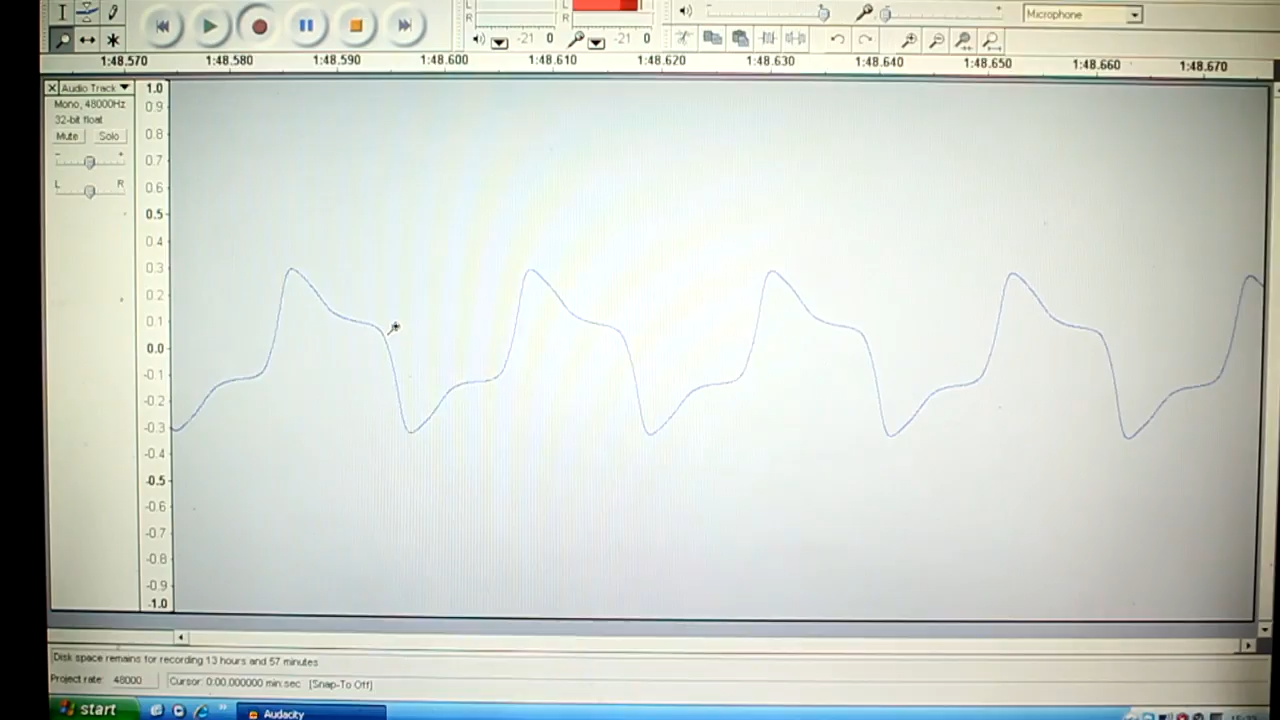 L
R
-21 0
L
R
-21 0
Microphone
1:48.570 1:48.580 1:48.590 1:48.600 1:48.610 1:48.620 1:48.630 1:48.640 1:48.650 1:48.660 1:48.670
Audio Track
Mono, 48000Hz
32-bit float
Mute Solo
- +
L R
1.0
0.9
0.8
0.7
0.6
0.5
0.4
0.3
0.2
0.1
0.0
-0.1
-0.2
-0.3
-0.4
-0.5
-0.6
-0.7
-0.8
-0.9
-1.0
Disk space remains for recording 13 hours and 57 minutes
Project rate: 48000 Cursor: 0:00.000000 min:sec [Snap-To Off]
start
Audacity